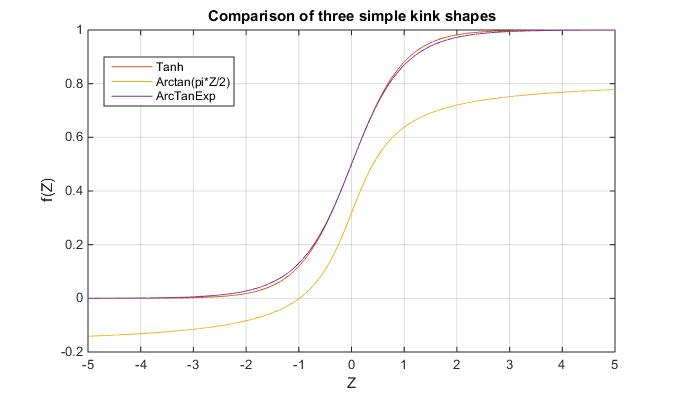 Comparison of three simple kink shapes
1
0.8
0.6
0.4
0.2
0
-0.2
f(Z)
Tanh
Arctan(pi*Z/2)
ArcTanExp
-5 -4 -3 -2 -1 0 1 2 3 4 5
Z